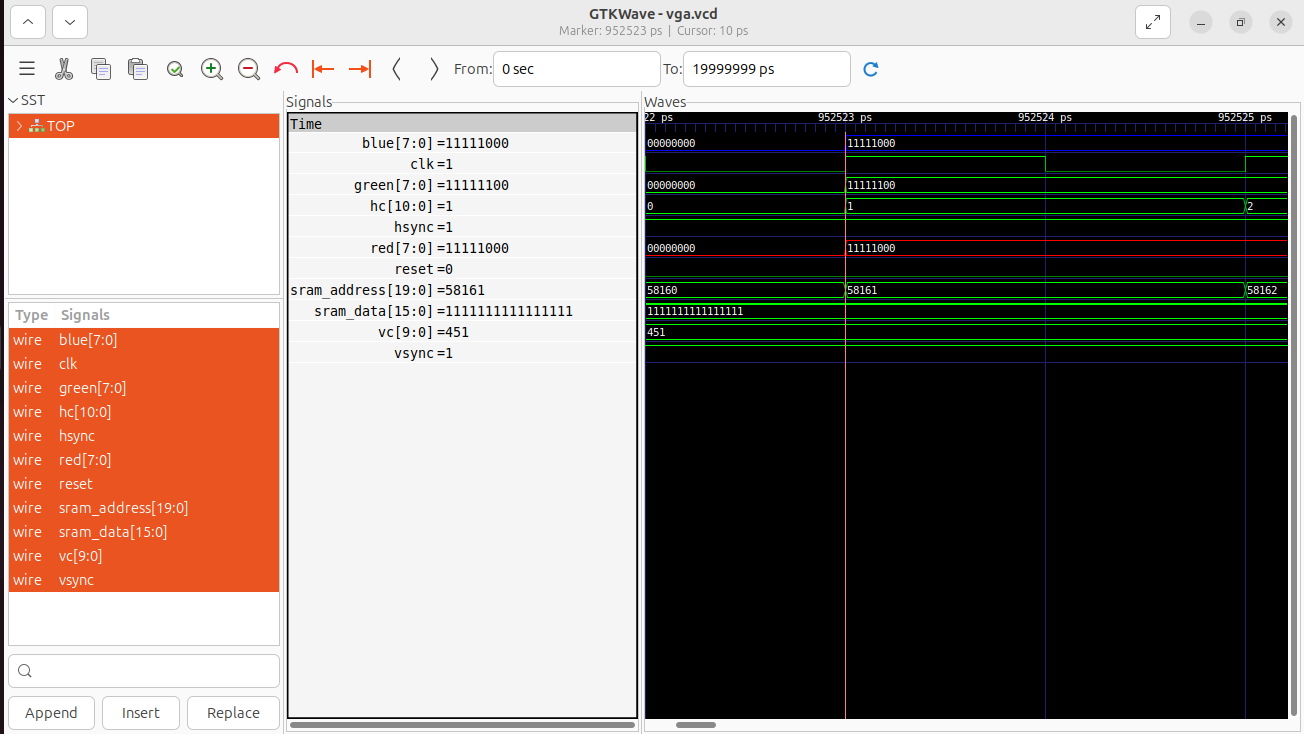 GTKWave - vga.vcd
Marker: 952523 ps | Cursor: 10 ps
From: 0 sec To: 19999999 ps
SST
TOP
Type Signals
wire blue[7:0]
wire clk
wire green[7:0]
wire hc[10:0]
wire hsync
wire red[7:0]
wire reset
wire sram_address[19:0]
wire sram_data[15:0]
wire vc[9:0]
wire vsync
Append Insert Replace
Signals
Time
blue[7:0] =11111000
clk =1
green[7:0] =11111100
hc[10:0] =1
hsync =1
red[7:0] =11111000
reset =0
sram_address[19:0] =58161
sram_data[15:0] =1111111111111111
vc[9:0] =451
vsync =1
Waves
22 ps 952523 ps 952524 ps 952525 ps
00000000 11111000
00000000 11111100
0 1 2
00000000 11111000
58160 58161 58162
1111111111111111
451